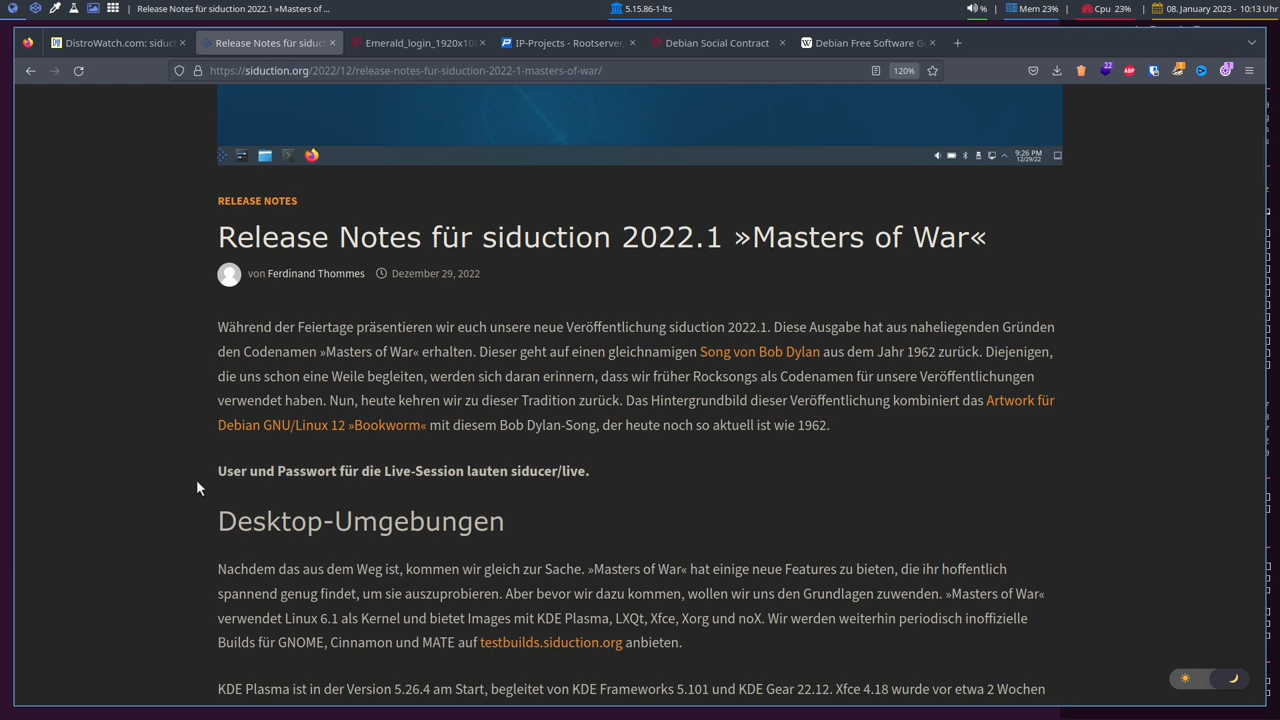 Release Notes für siduction 2022.1 »Masters of ...
5.15.86-1-lts
%
Mem 23%
Cpu 23%
08. January 2023 - 10:13 Uhr
DistroWatch.com: siduct
Release Notes für siduct
Emerald_login_1920x10
IP-Projects - Rootserver,
Debian Social Contract
Debian Free Software Gu
https://siduction.org/2022/12/release-notes-fur-siduction-2022-1-masters-of-war/
120%
22
ABP
1
9:26 PM
12/29/22
RELEASE NOTES
Release Notes für siduction 2022.1 »Masters of War«
von Ferdinand Thommes Dezember 29, 2022
Während der Feiertage präsentieren wir euch unsere neue Veröffentlichung siduction 2022.1. Diese Ausgabe hat aus naheliegenden Gründen
den Codenamen »Masters of War« erhalten. Dieser geht auf einen gleichnamigen Song von Bob Dylan aus dem Jahr 1962 zurück. Diejenigen,
die uns schon eine Weile begleiten, werden sich daran erinnern, dass wir früher Rocksongs als Codenamen für unsere Veröffentlichungen
verwendet haben. Nun, heute kehren wir zu dieser Tradition zurück. Das Hintergrundbild dieser Veröffentlichung kombiniert das Artwork für
Debian GNU/Linux 12 »Bookworm« mit diesem Bob Dylan-Song, der heute noch so aktuell ist wie 1962.
User und Passwort für die Live-Session lauten siducer/live.
Desktop-Umgebungen
Nachdem das aus dem Weg ist, kommen wir gleich zur Sache. »Masters of War« hat einige neue Features zu bieten, die ihr hoffentlich
spannend genug findet, um sie auszuprobieren. Aber bevor wir dazu kommen, wollen wir uns den Grundlagen zuwenden. »Masters of War«
verwendet Linux 6.1 als Kernel und bietet Images mit KDE Plasma, LXQt, Xfce, Xorg und noX. Wir werden weiterhin periodisch inoffizielle
Builds für GNOME, Cinnamon und MATE auf testbuilds.siduction.org anbieten.
KDE Plasma ist in der Version 5.26.4 am Start, begleitet von KDE Frameworks 5.101 und KDE Gear 22.12. Xfce 4.18 wurde vor etwa 2 Wochen